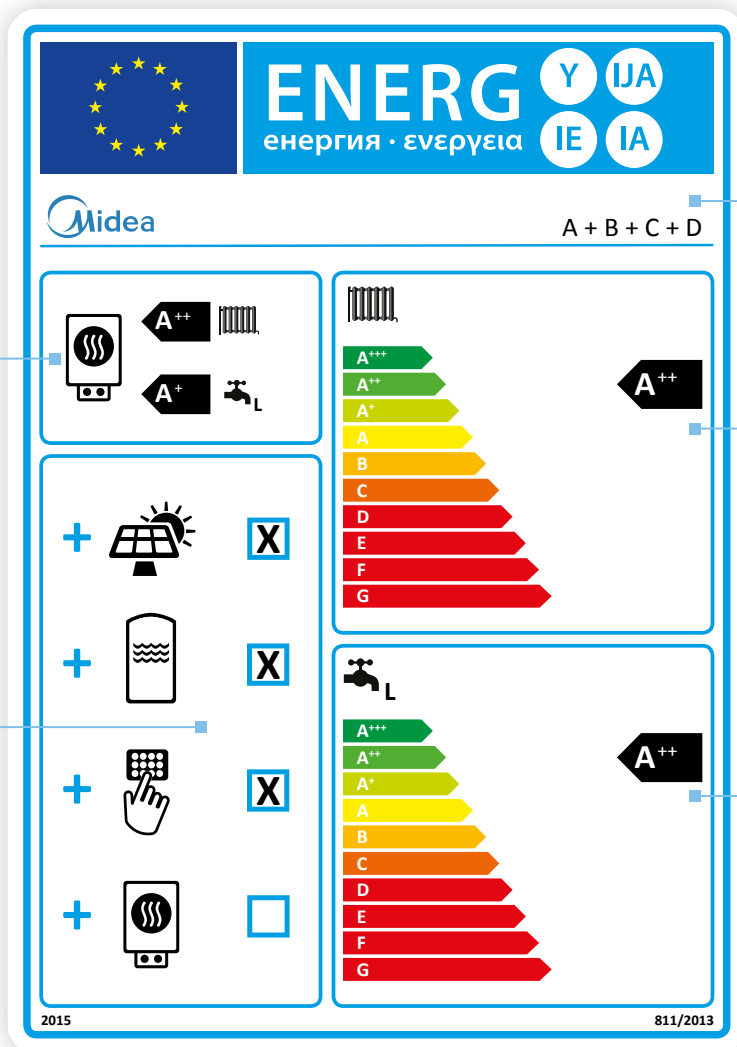 ENERG
Y IJA
енергия · ενεργεια
IE IA
Midea
A + B + C + D
A++
A+
L
A+++
A++
A+
A
B
C
D
E
F
G
A++
X
X
X
L
A+++
A++
A+
A
B
C
D
E
F
G
A++
2015
811/2013